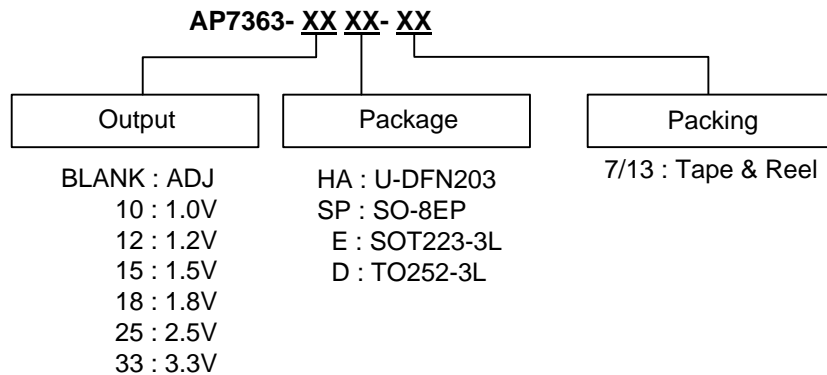 AP7363- XX XX- XX
Output
Package
Packing
BLANK : ADJ
10 : 1.0V
12 : 1.2V
15 : 1.5V
18 : 1.8V
25 : 2.5V
33 : 3.3V
HA : U-DFN203
SP : SO-8EP
E : SOT223-3L
D : TO252-3L
7/13 : Tape & Reel